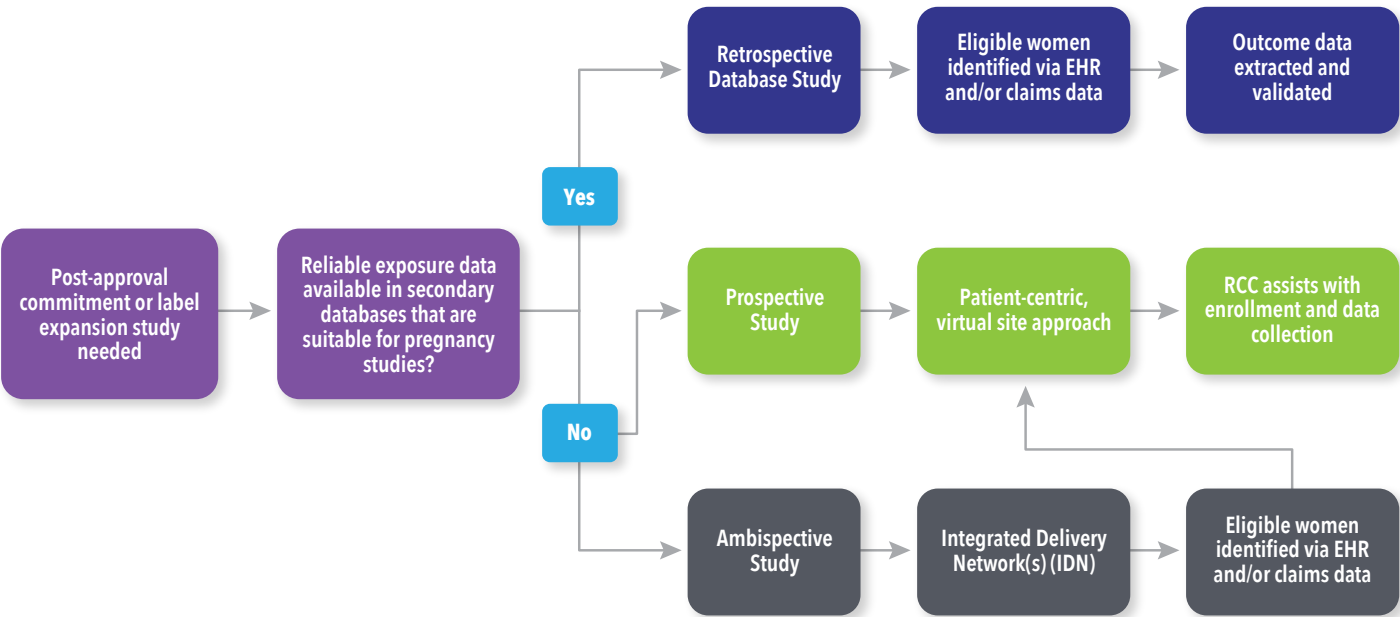 Post-approval
commitment or label
expansion study
needed
Reliable exposure data
available in secondary
databases that are
suitable for pregnancy
studies?
Yes
No
Retrospective
Database Study
Eligible women
identified via EHR
and/or claims data
Outcome data
extracted and
validated
Prospective
Study
Patient-centric,
virtual site approach
RCC assists with
enrollment and data
collection
Ambispective
Study
Integrated Delivery
Network(s) (IDN)
Eligible women
identified via EHR
and/or claims data